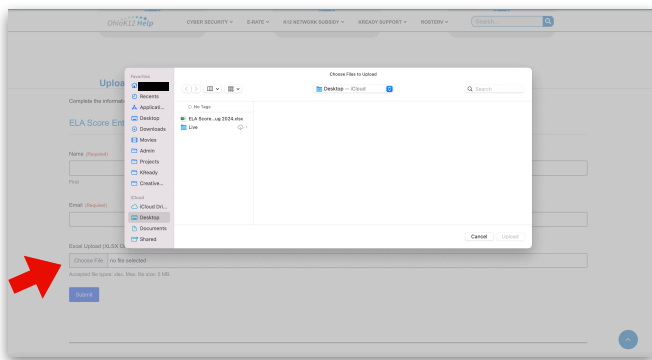 OhioK12 Help
CYBER SECURITY
E-RATE
K12 NETWORK SUBSIDY
KREADY SUPPORT
ROSTERV
Search...
Choose Files to Upload
Favorites
Recents
Applicati...
Desktop
Downloads
Movies
Admin
Projects
KReady
Creative...
iCloud
iCloud Dri...
Desktop
Documents
Shared
Desktop — iCloud
Search
No Tags
ELA Score...ug 2024.xlsx
Live
Cancel
Upload
Uploa
Complete the informati
ELA Score Ent
Name (Required)
First
Email (Required)
Excel Upload (XLSX O
Choose File
no file selected
Accepted file types: xlsx, Max. file size: 5 MB.
Submit